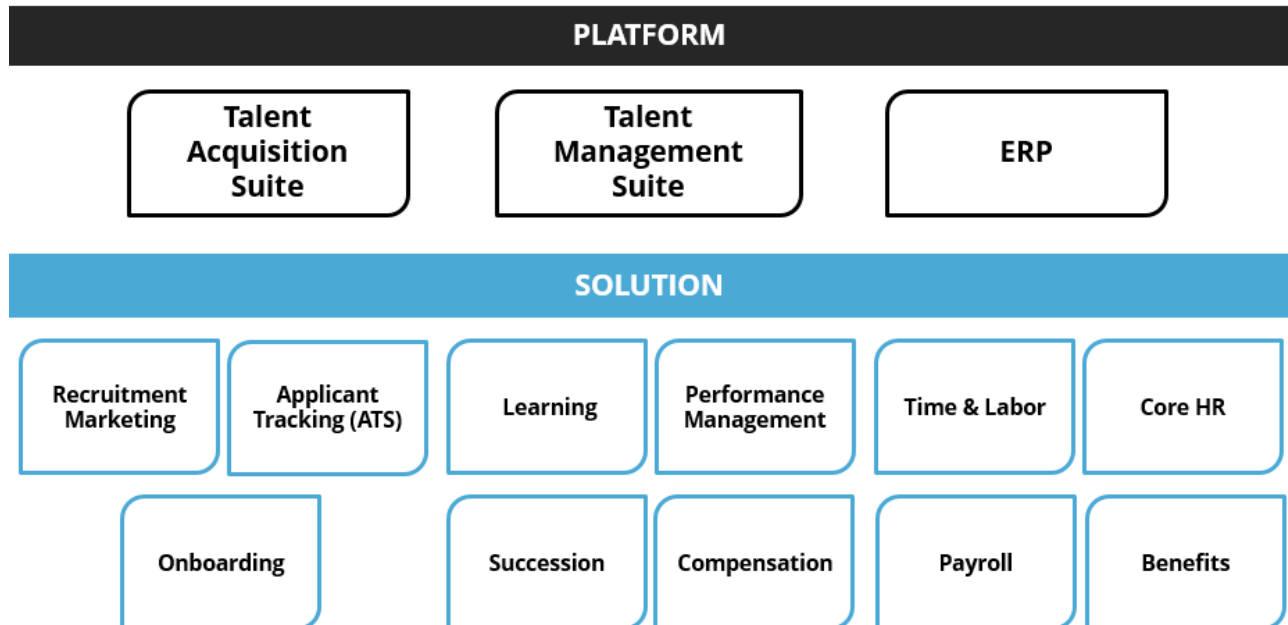 PLATFORM
Talent
Acquisition
Suite
Talent
Management
Suite
ERP
SOLUTION
Recruitment
Marketing
Applicant
Tracking (ATS)
Learning
Performance
Management
Time & Labor
Core HR
Onboarding
Succession
Compensation
Payroll
Benefits